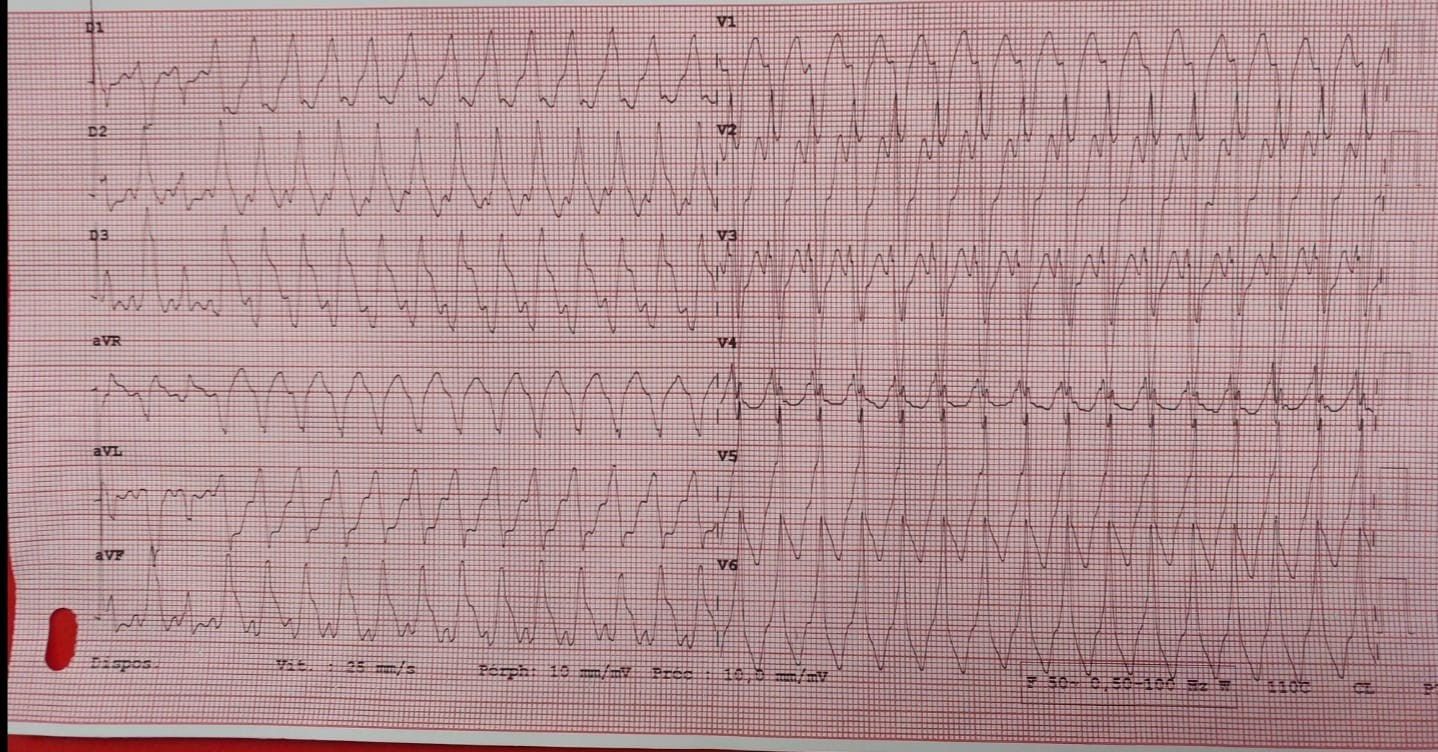 D1
D2
D3
aVR
aVL
aVF
V1
V2
V3
V4
V5
V6
Dispos. Vit. : 25 mm/s Périph: 10 mm/mV Préc : 10,0 mm/mV F 50~ 0,50-100 Hz W 110C CL